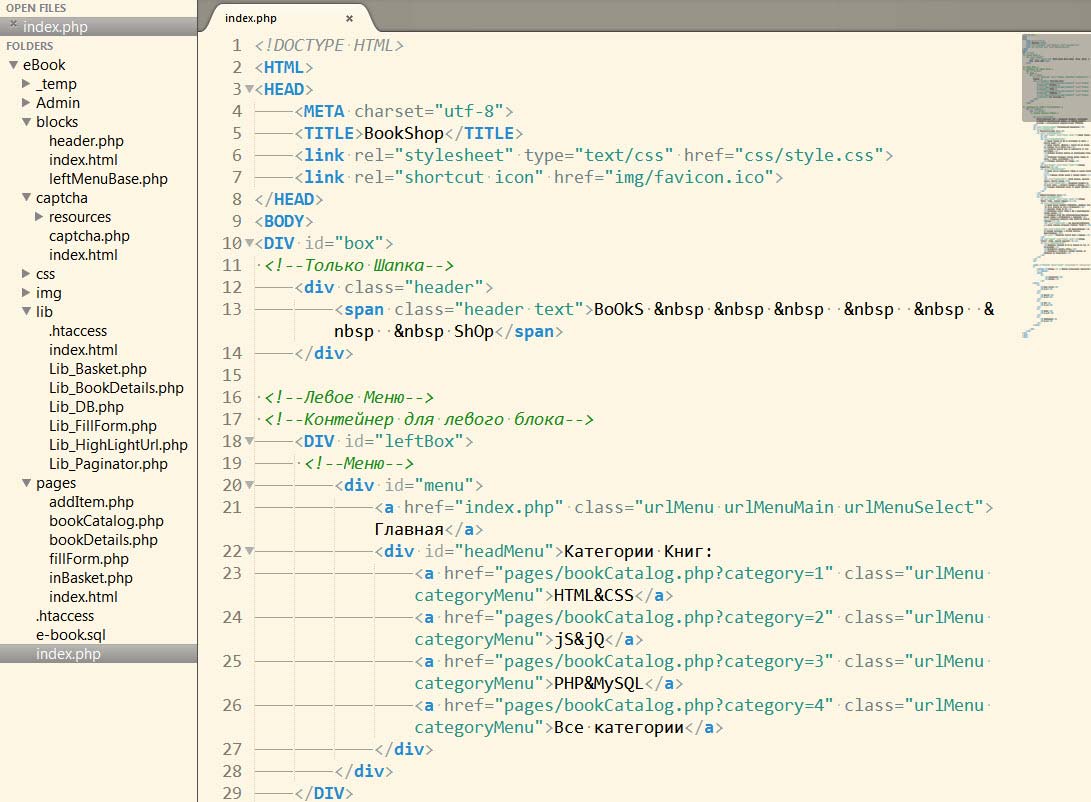 OPEN FILES
index.php
FOLDERS
eBook
_temp
Admin
blocks
header.php
index.html
leftMenuBase.php
captcha
resources
captcha.php
index.html
css
img
lib
.htaccess
index.html
Lib_Basket.php
Lib_BookDetails.php
Lib_DB.php
Lib_FillForm.php
Lib_HighLightUrl.php
Lib_Paginator.php
pages
addItem.php
bookCatalog.php
bookDetails.php
fillForm.php
inBasket.php
index.html
.htaccess
e-book.sql
index.php
index.php
1 <!DOCTYPE HTML>
2 <HTML>
3 <HEAD>
4 <META charset="utf-8">
5 <TITLE>BookShop</TITLE>
6 <link rel="stylesheet" type="text/css" href="css/style.css">
7 <link rel="shortcut icon" href="img/favicon.ico">
8 </HEAD>
9 <BODY>
10 <DIV id="box">
11 <!--Только Шапка-->
12 <div class="header">
13 <span class="header text">BoOkS &nbsp &nbsp &nbsp &nbsp &nbsp &
nbsp &nbsp ShOp</span>
14 </div>
15
16 <!--Левое Меню-->
17 <!--Контейнер для левого блока-->
18 <DIV id="leftBox">
19 <!--Меню-->
20 <div id="menu">
21 <a href="index.php" class="urlMenu urlMenuMain urlMenuSelect">
Главная</a>
22 <div id="headMenu">Категории Книг:
23 <a href="pages/bookCatalog.php?category=1" class="urlMenu
categoryMenu">HTML&CSS</a>
24 <a href="pages/bookCatalog.php?category=2" class="urlMenu
categoryMenu">jS&jQ</a>
25 <a href="pages/bookCatalog.php?category=3" class="urlMenu
categoryMenu">PHP&MySQL</a>
26 <a href="pages/bookCatalog.php?category=4" class="urlMenu
categoryMenu">Все категории</a>
27 </div>
28 </div>
29 </DIV>